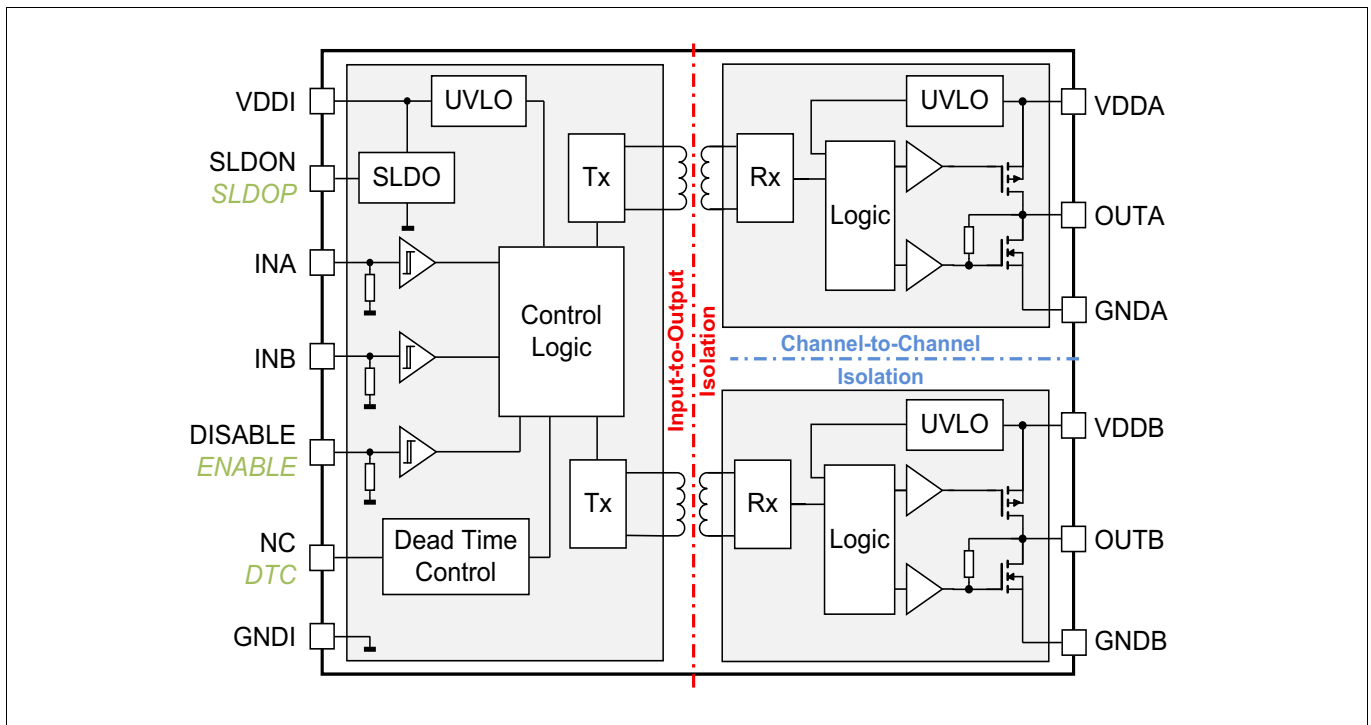 VDDI
UVLO
SLDON
SLDOP
SLDO
Tx
INA
Control
Logic
INB
DISABLE
ENABLE
Tx
NC
DTC
Dead Time
Control
GNDI
Input-to-Output
Isolation
UVLO
VDDA
Rx
Logic
OUTA
GNDA
Channel-to-Channel
Isolation
UVLO
VDDB
Rx
Logic
OUTB
GNDB